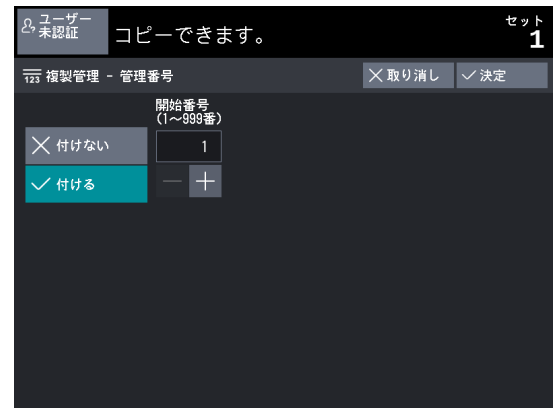 ユーザー
未認証
コピーできます。
セット
1
123 複製管理 - 管理番号
取り消し
決定
開始番号
(1～999番)
付けない
1
付ける